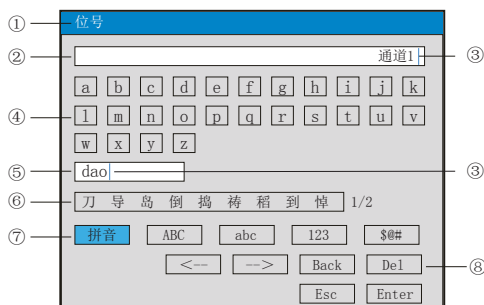 ① 位号
② 通道1 ③
a b c d e f g h i j k
④ l m n o p q r s t u v
w x y z
⑤ dao ③
⑥ 刀 导 岛 倒 捣 祷 稻 到 悼 1/2
⑦ 拼音 ABC abc 123 $@#
<-- --> Back Del ⑧
Esc Enter